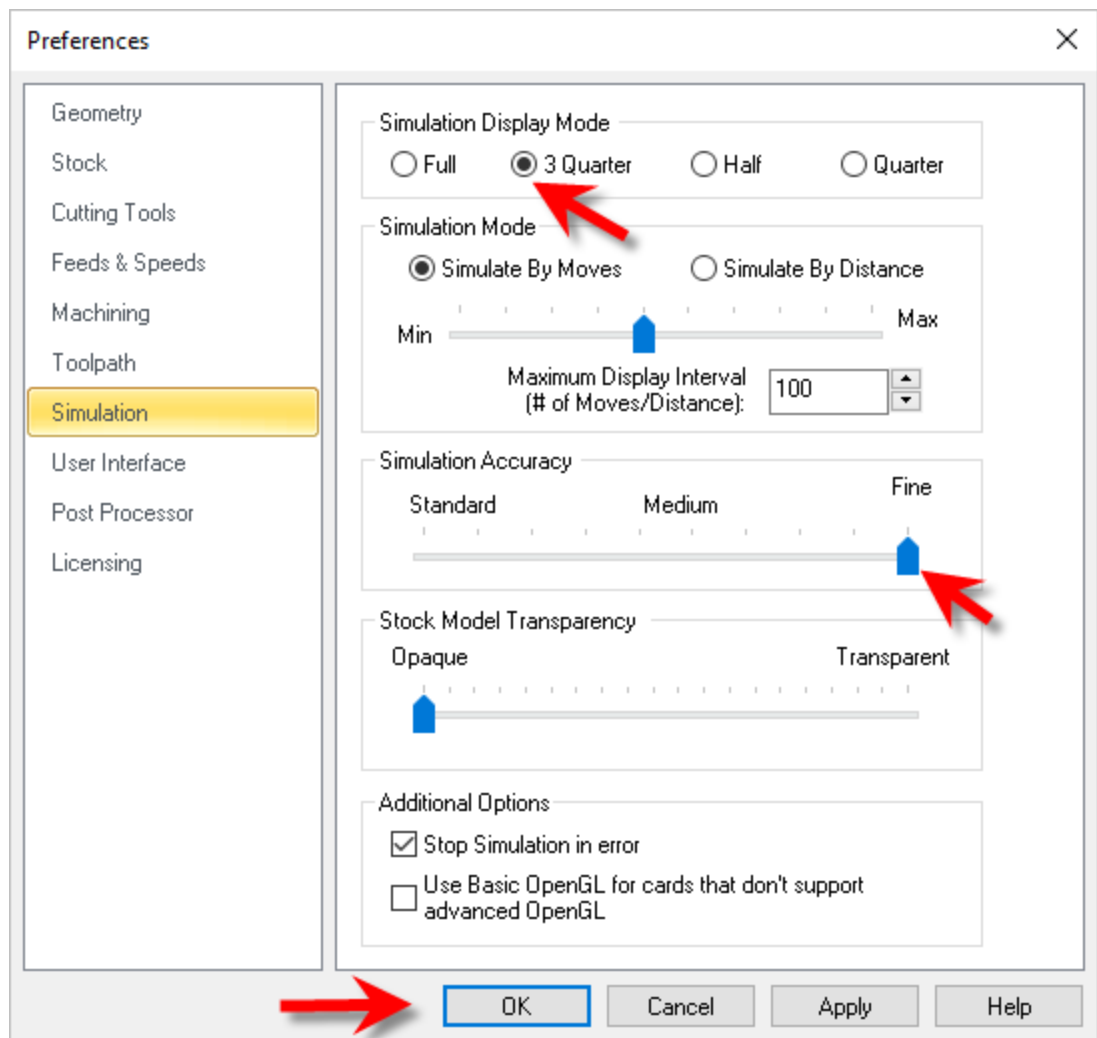 Preferences
Geometry
Stock
Cutting Tools
Feeds & Speeds
Machining
Toolpath
Simulation
User Interface
Post Processor
Licensing
Simulation Display Mode
Full 3 Quarter Half Quarter
Simulation Mode
Simulate By Moves Simulate By Distance
Min Max
Maximum Display Interval
(# of Moves/Distance): 100
Simulation Accuracy
Standard Medium Fine
Stock Model Transparency
Opaque Transparent
Additional Options
Stop Simulation in error
Use Basic OpenGL for cards that don't support
advanced OpenGL
OK Cancel Apply Help